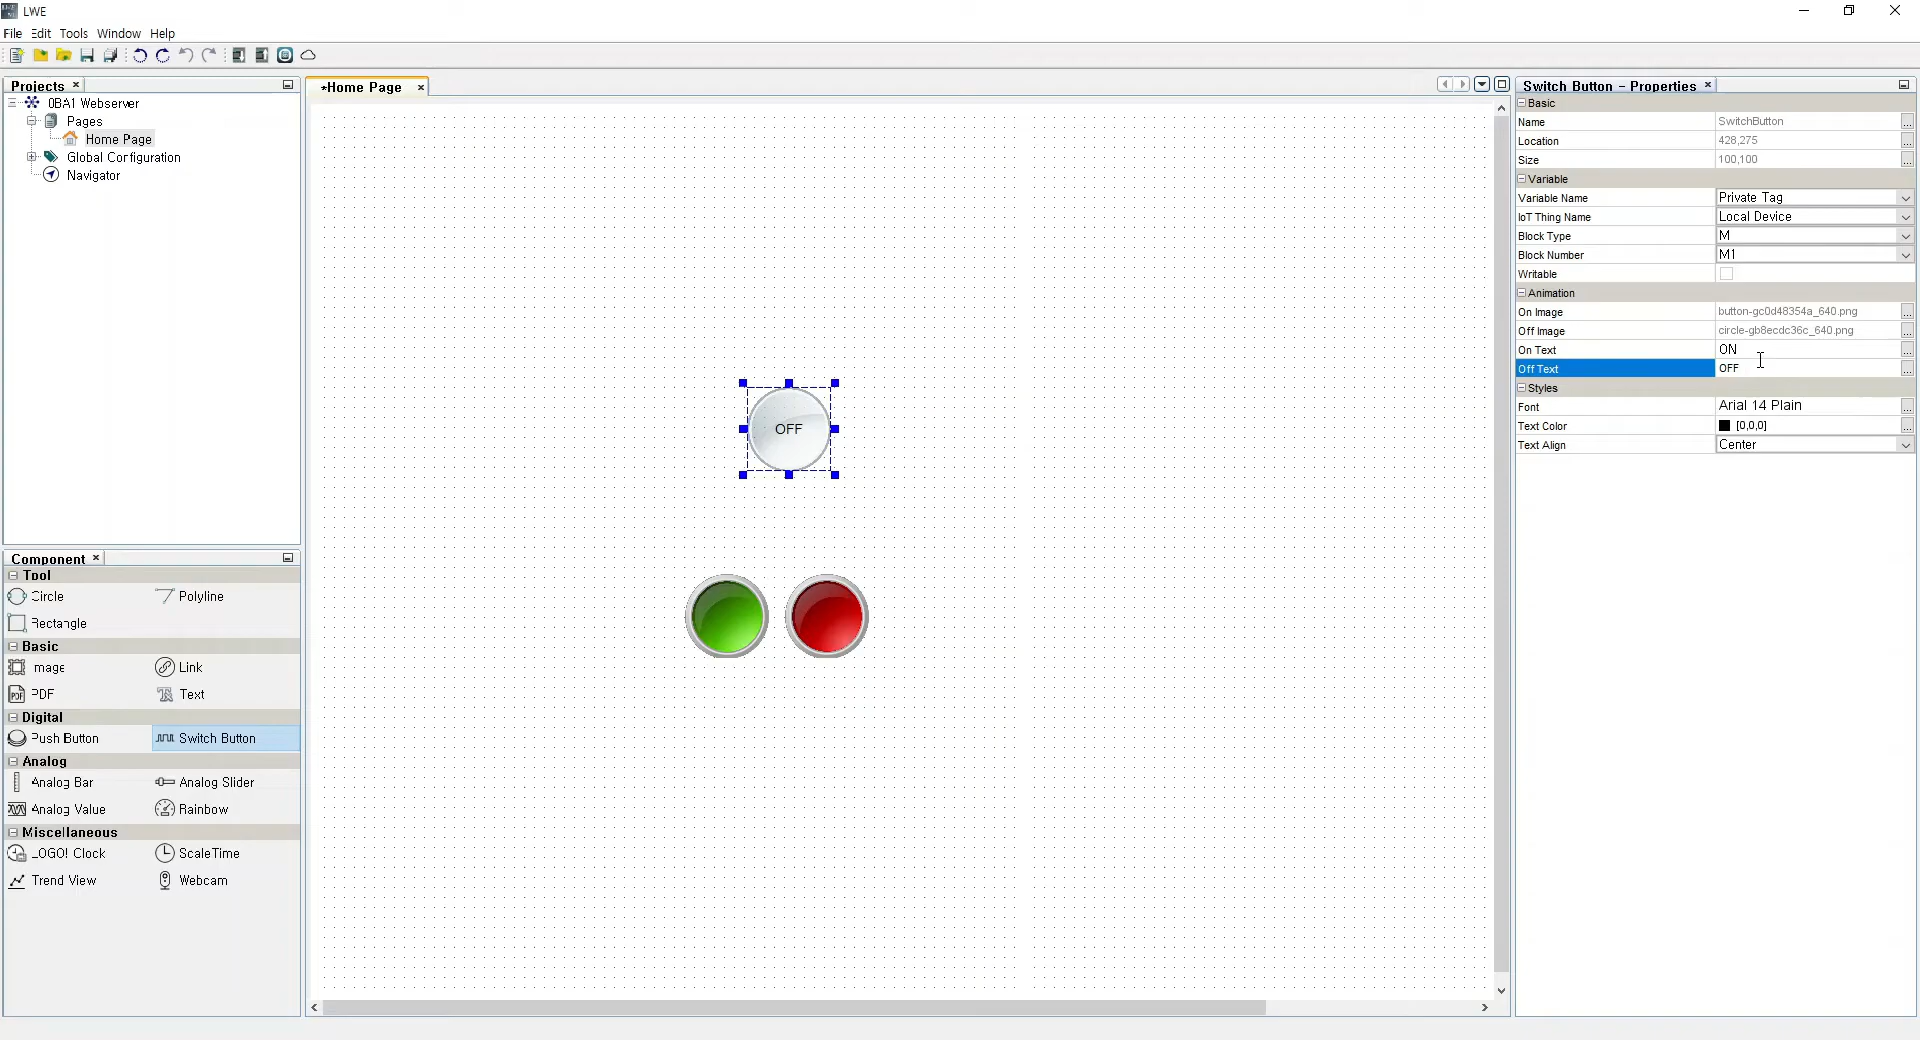 LWE
File Edit Tools Window Help
Projects
0BA1 Webserver
Pages
Home Page
Global Configuration
Navigator
Component
Tool
Circle Polyline
Rectangle
Basic
Image Link
PDF Text
Digital
Push Button Switch Button
Analog
Analog Bar Analog Slider
Analog Value Rainbow
Miscellaneous
LOGO! Clock ScaleTime
Trend View Webcam
*Home Page
OFF
Switch Button - Properties
Basic
Name SwitchButton ...
Location 428,275 ...
Size 100,100 ...
Variable
Variable Name Private Tag
IoT Thing Name Local Device
Block Type M
Block Number M1
Writable
Animation
On Image button-gc0d48354a_640.png ...
Off Image circle-gb8ecdc36c_640.png ...
On Text ON ...
Off Text OFF ...
Styles
Font Arial 14 Plain ...
Text Color [0,0,0] ...
Text Align Center